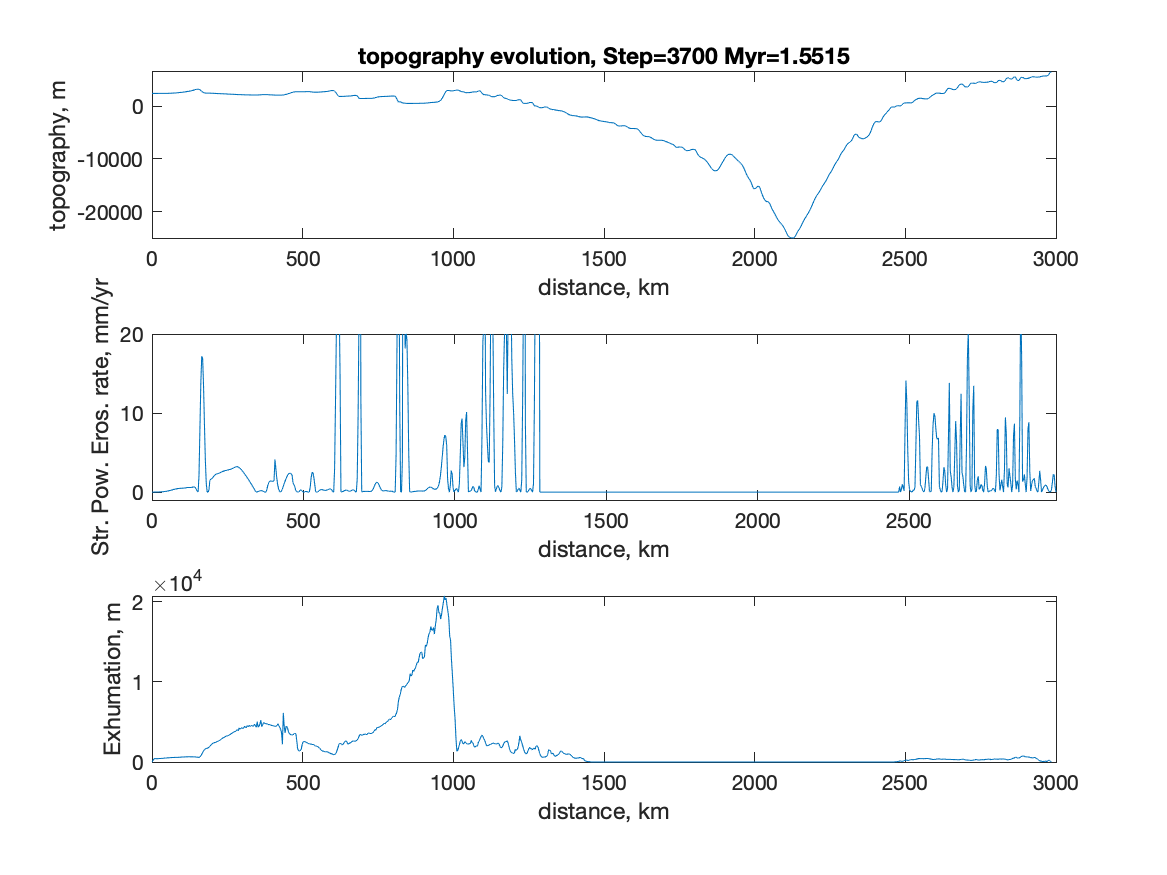 topography evolution, Step=3700 Myr=1.5515
topography, m
0
-10000
-20000
0 500 1000 1500 2000 2500 3000
distance, km
Str. Pow. Eros. rate, mm/yr
20
10
0
0 500 1000 1500 2000 2500
distance, km
×10⁴
Exhumation, m
2
1
0
0 500 1000 1500 2000 2500 3000
distance, km